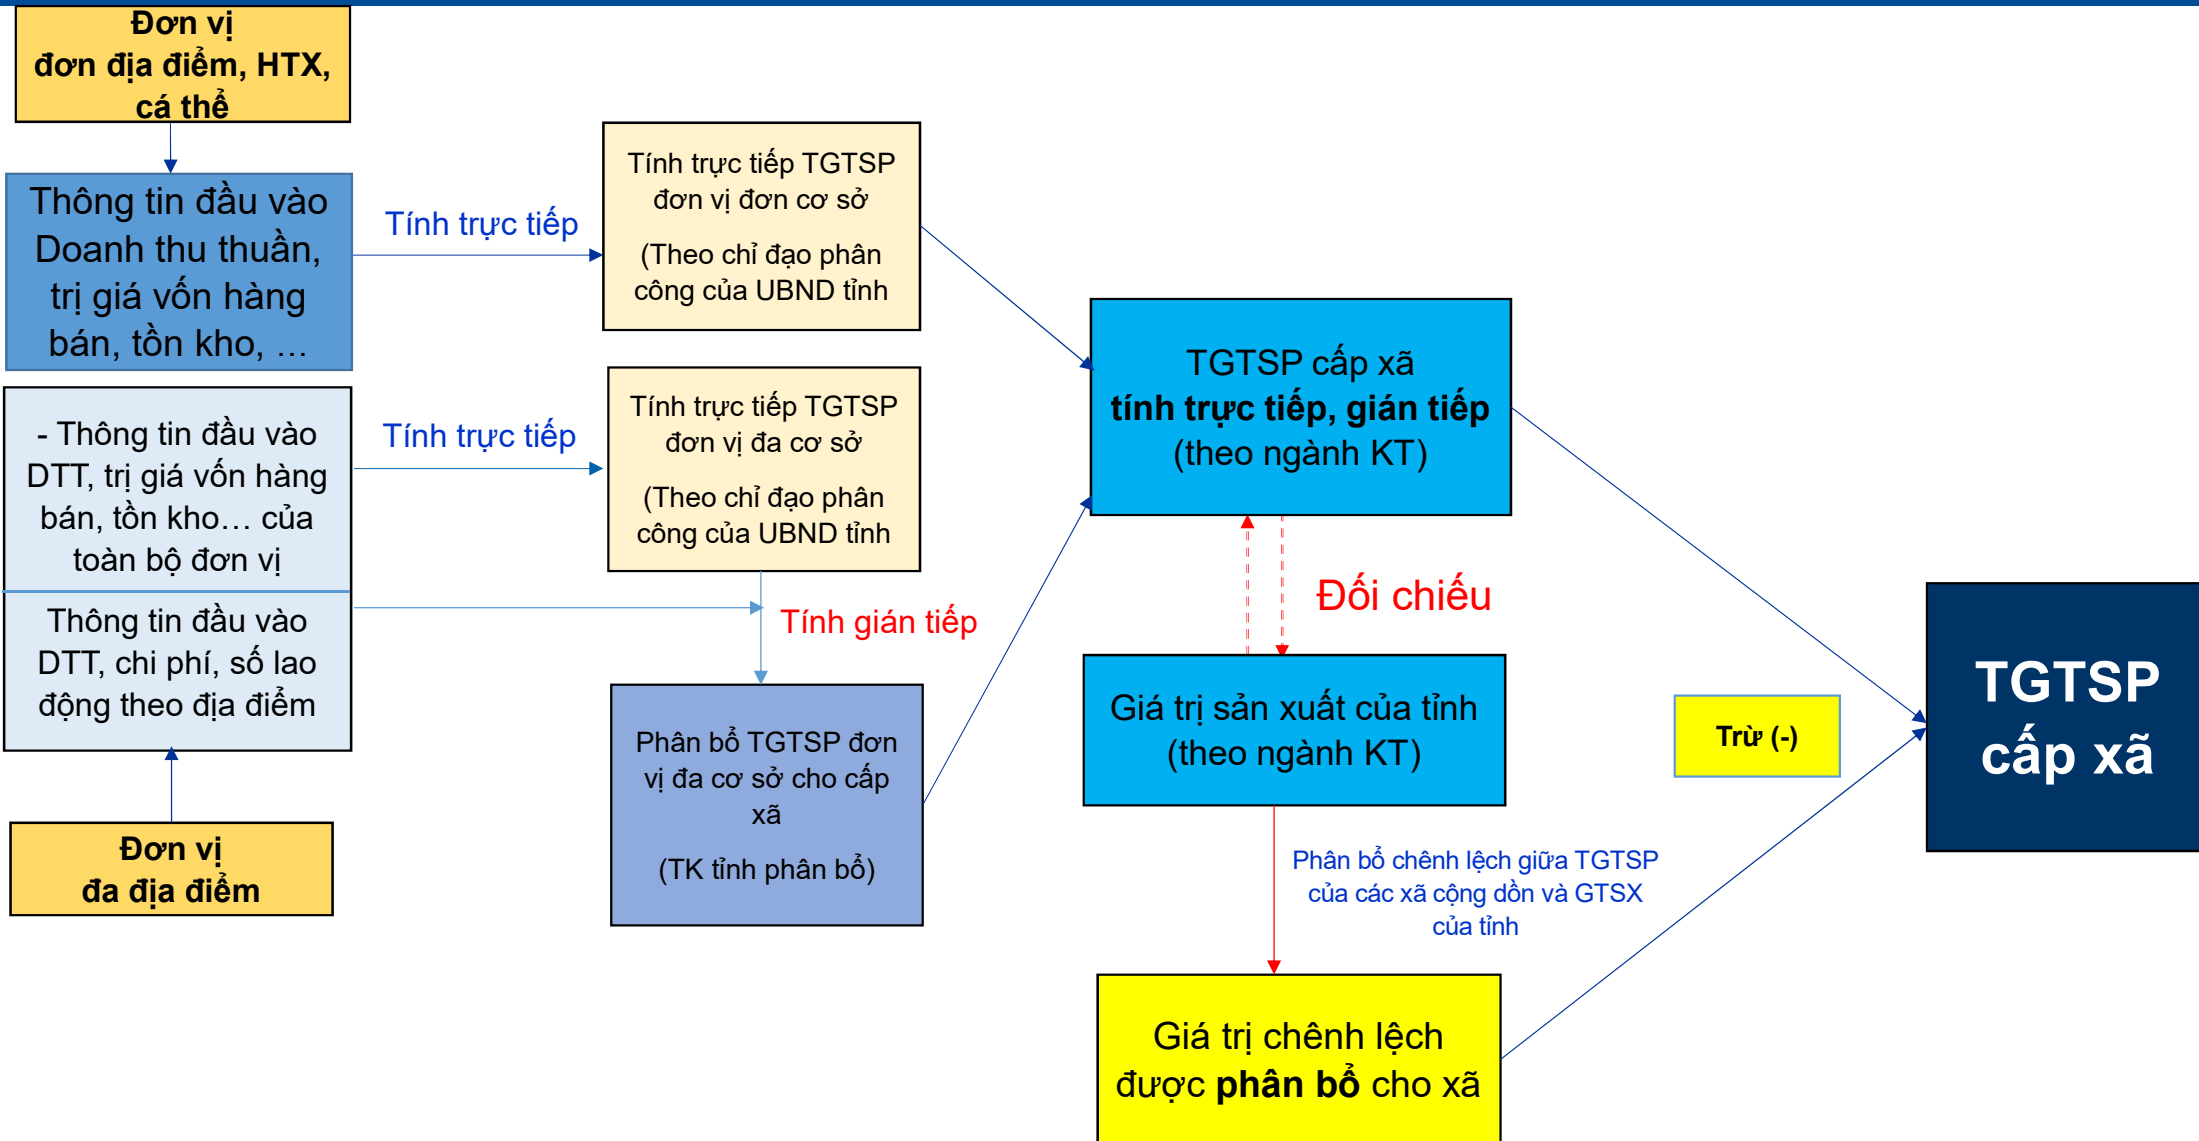 Đơn vị
đơn địa điểm, HTX,
cá thể
Thông tin đầu vào
Doanh thu thuần,
trị giá vốn hàng
bán, tồn kho, ...
Tính trực tiếp
Tính trực tiếp TGTSP
đơn vị đơn cơ sở
(Theo chỉ đạo phân
công của UBND tỉnh
- Thông tin đầu vào
DTT, trị giá vốn hàng
bán, tồn kho… của
toàn bộ đơn vị
Thông tin đầu vào
DTT, chi phí, số lao
động theo địa điểm
Tính trực tiếp
Tính trực tiếp TGTSP
đơn vị đa cơ sở
(Theo chỉ đạo phân
công của UBND tỉnh
Tính gián tiếp
Phân bổ TGTSP đơn
vị đa cơ sở cho cấp
xã
(TK tỉnh phân bổ)
Đơn vị
đa địa điểm
TGTSP cấp xã
tính trực tiếp, gián tiếp
(theo ngành KT)
Đối chiếu
Giá trị sản xuất của tỉnh
(theo ngành KT)
Phân bổ chênh lệch giữa TGTSP
của các xã cộng dồn và GTSX
của tỉnh
Giá trị chênh lệch
được phân bổ cho xã
Trừ (-)
TGTSP
cấp xã